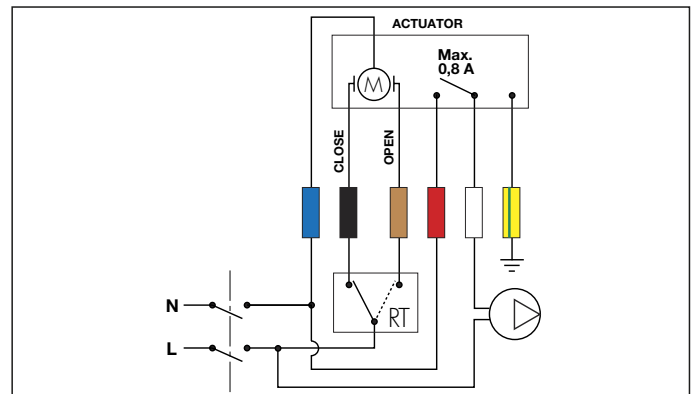 ACTUATOR
Max.
0,8 A
M
CLOSE
OPEN
N
RT
L